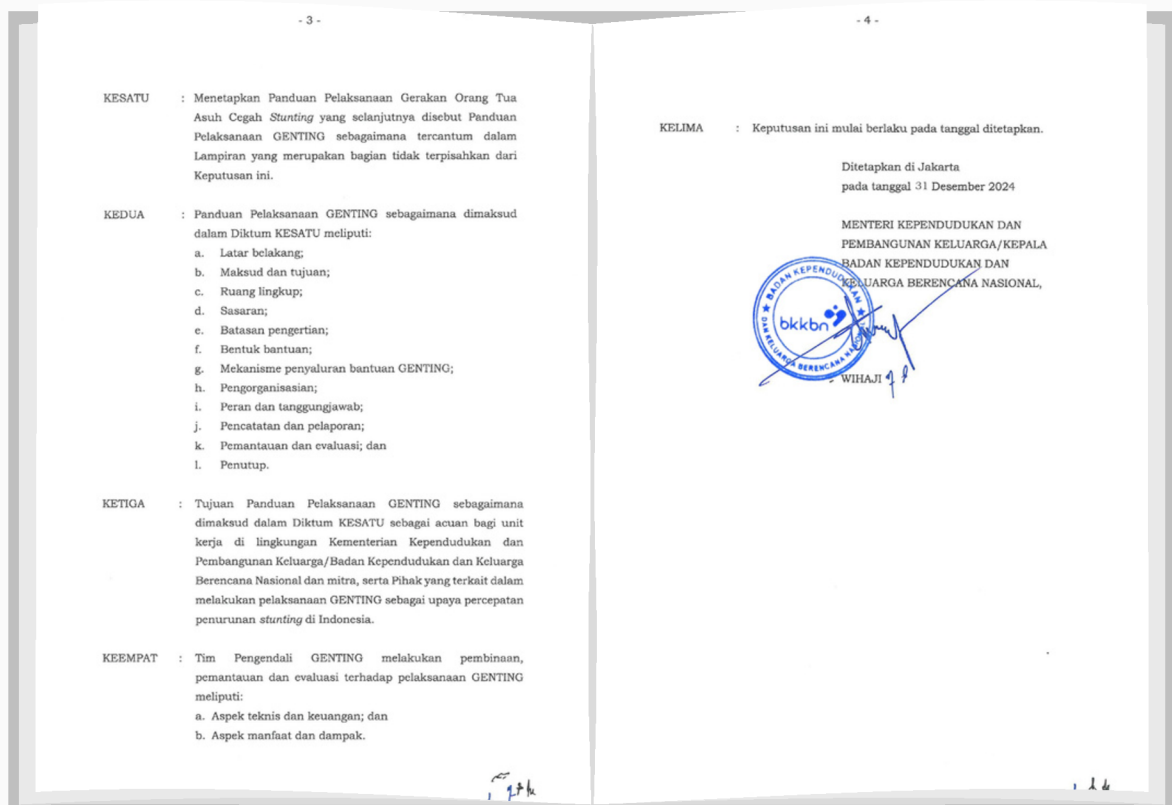 - 3 -
KESATU : Menetapkan Panduan Pelaksanaan Gerakan Orang Tua
Asuh Cegah Stunting yang selanjutnya disebut Panduan
Pelaksanaan GENTING sebagaimana tercantum dalam
Lampiran yang merupakan bagian tidak terpisahkan dari
Keputusan ini.
KEDUA : Panduan Pelaksanaan GENTING sebagaimana dimaksud
dalam Diktum KESATU meliputi:
a. Latar belakang;
b. Maksud dan tujuan;
c. Ruang lingkup;
d. Sasaran;
e. Batasan pengertian;
f. Bentuk bantuan;
g. Mekanisme penyaluran bantuan GENTING;
h. Pengorganisasian;
i. Peran dan tanggungjawab;
j. Pencatatan dan pelaporan;
k. Pemantauan dan evaluasi; dan
l. Penutup.
KETIGA : Tujuan Panduan Pelaksanaan GENTING sebagaimana
dimaksud dalam Diktum KESATU sebagai acuan bagi unit
kerja di lingkungan Kementerian Kependudukan dan
Pembangunan Keluarga/Badan Kependudukan dan Keluarga
Berencana Nasional dan mitra, serta Pihak yang terkait dalam
melakukan pelaksanaan GENTING sebagai upaya percepatan
penurunan stunting di Indonesia.
KEEMPAT : Tim Pengendali GENTING melakukan pembinaan,
pemantauan dan evaluasi terhadap pelaksanaan GENTING
meliputi:
a. Aspek teknis dan keuangan; dan
b. Aspek manfaat dan dampak.
- 4 -
KELIMA : Keputusan ini mulai berlaku pada tanggal ditetapkan.
Ditetapkan di Jakarta
pada tanggal 31 Desember 2024
MENTERI KEPENDUDUKAN DAN
PEMBANGUNAN KELUARGA/KEPALA
BADAN KEPENDUDUKAN DAN
KELUARGA BERENCANA NASIONAL,
BADAN KEPENDUDUKAN
bkkbn
DAN KELUARGA BERENCANA
WIHAJI